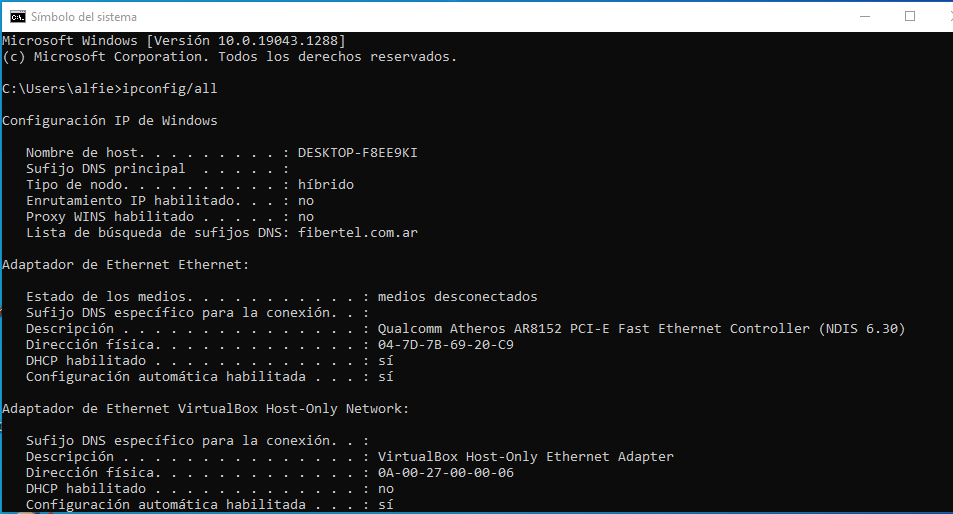 Símbolo del sistema
Microsoft Windows [Versión 10.0.19043.1288]
(c) Microsoft Corporation. Todos los derechos reservados.
C:\Users\alfie>ipconfig/all
Configuración IP de Windows
Nombre de host. . . . . . . . . : DESKTOP-F8EE9KI
Sufijo DNS principal  . . . . . :
Tipo de nodo. . . . . . . . . . : híbrido
Enrutamiento IP habilitado. . . : no
Proxy WINS habilitado . . . . . : no
Lista de búsqueda de sufijos DNS: fibertel.com.ar
Adaptador de Ethernet Ethernet:
Estado de los medios. . . . . . . . . . . : medios desconectados
Sufijo DNS específico para la conexión. . :
Descripción . . . . . . . . . . . . . . . : Qualcomm Atheros AR8152 PCI-E Fast Ethernet Controller (NDIS 6.30)
Dirección física. . . . . . . . . . . . . : 04-7D-7B-69-20-C9
DHCP habilitado . . . . . . . . . . . . . : sí
Configuración automática habilitada . . . : sí
Adaptador de Ethernet VirtualBox Host-Only Network:
Sufijo DNS específico para la conexión. . :
Descripción . . . . . . . . . . . . . . . : VirtualBox Host-Only Ethernet Adapter
Dirección física. . . . . . . . . . . . . : 0A-00-27-00-00-06
DHCP habilitado . . . . . . . . . . . . . : no
Configuración automática habilitada . . . : sí